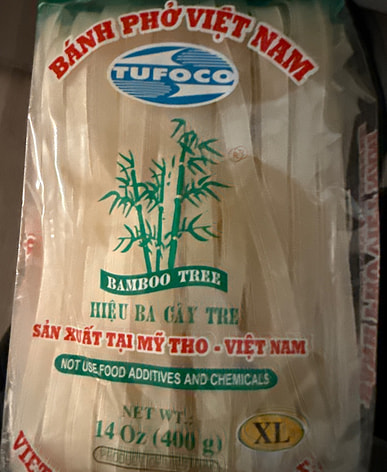 BÁNH PHỞ VIỆT NAM
TUFOCO
BAMBOO TREE
HIỆU BA CÂY TRE
SẢN XUẤT TẠI MỸ THO - VIỆT NAM
NOT USE FOOD ADDITIVES AND CHEMICALS
NET WT.
14 Oz (400 g)
XL